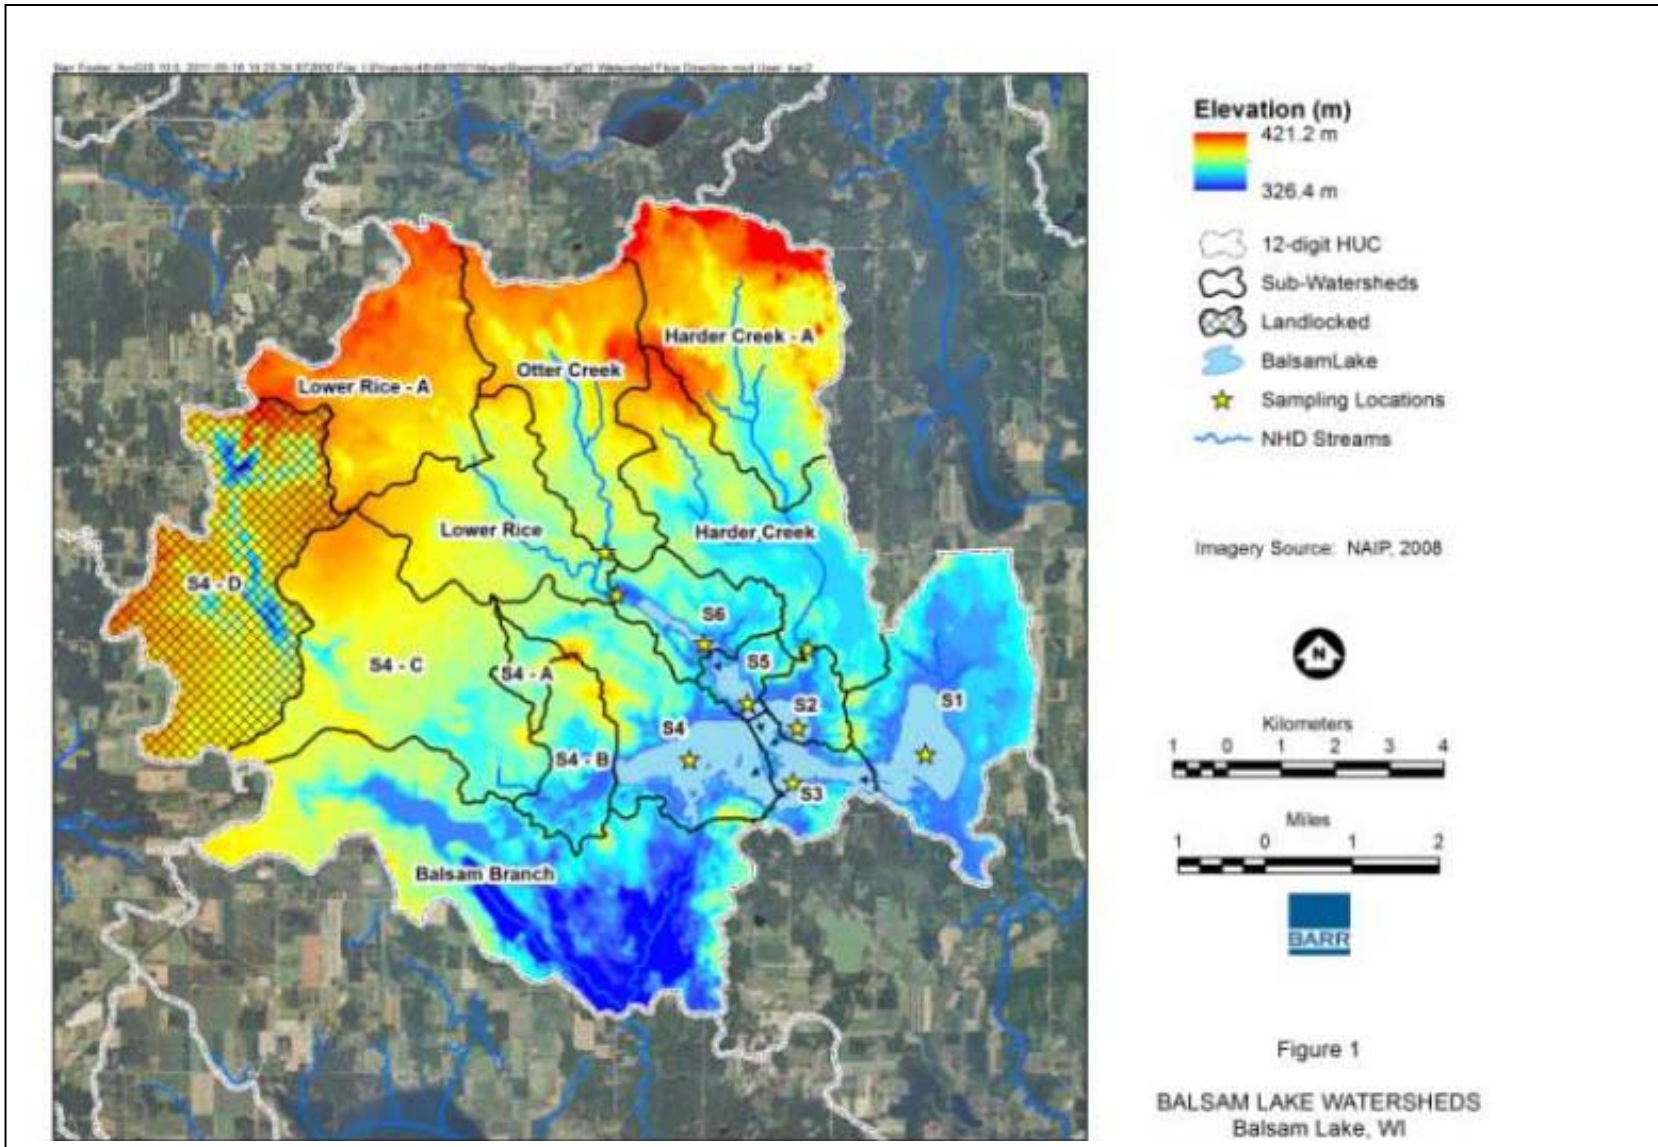 Elevation (m)
421.2 m
326.4 m
12-digit HUC
Sub-Watersheds
Landlocked
BalsamLake
Sampling Locations
NHD Streams
Imagery Source: NAIP, 2008
N
Kilometers
1 0 1 2 3 4
Miles
1 0 1 2
BARR
Figure 1
BALSAM LAKE WATERSHEDS
Balsam Lake, WI
Harder Creek - A
Otter Creek
Lower Rice - A
Lower Rice
Harder Creek
S4 - D
S6
S4 - C
S4 - A
S5
S1
S2
S4
S4 - B
S3
Balsam Branch